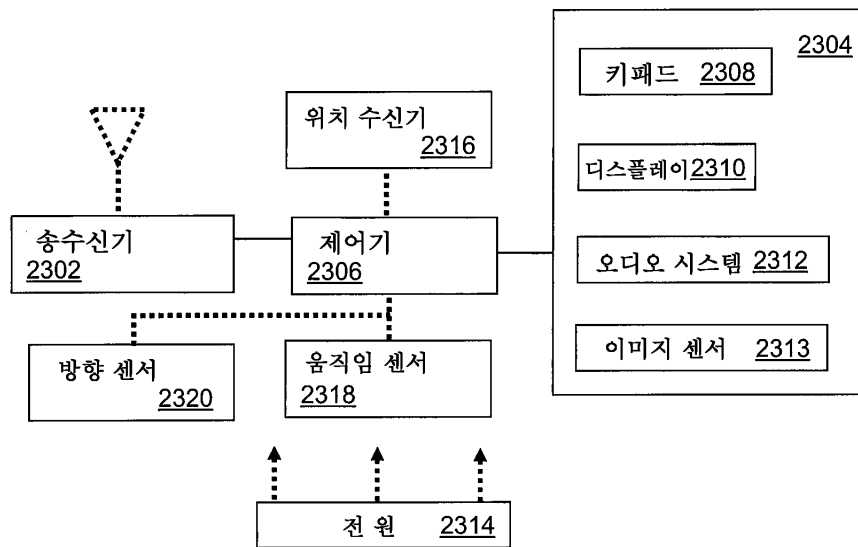 2304
키패드 2308
위치 수신기
2316
디스플레이2310
송수신기
2302
제어기
2306
오디오 시스템 2312
이미지 센서 2313
방향 센서
2320
움직임 센서
2318
전 원 2314